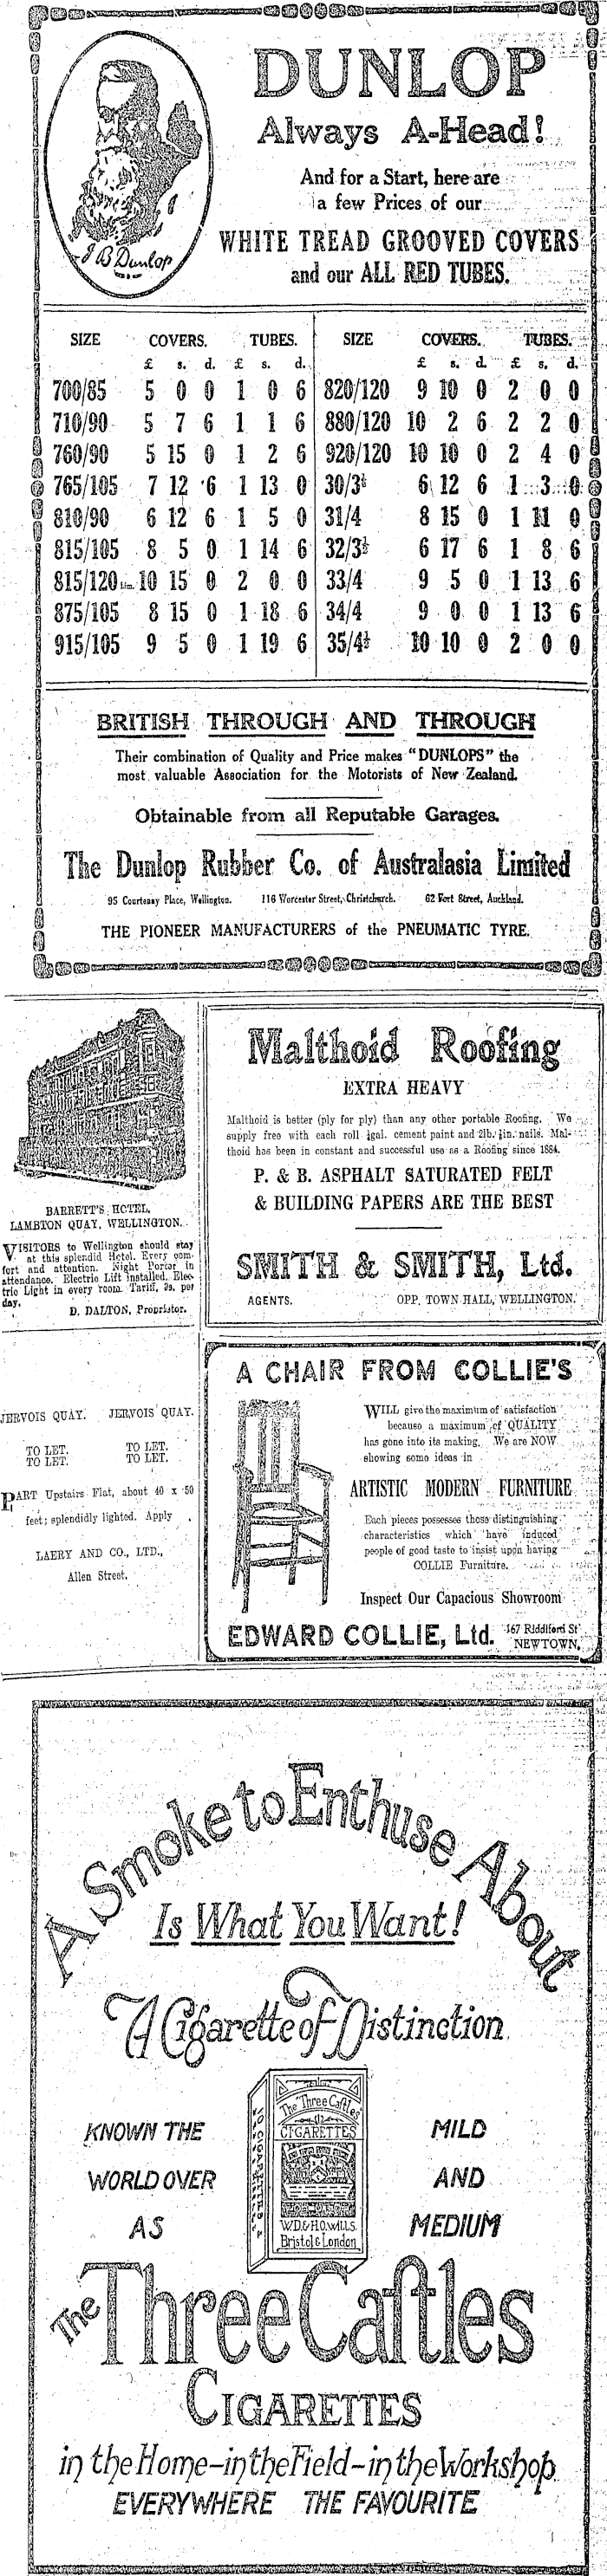 DUNLOP
Always A-Head!
And for a Start, here are
a few Prices of our
WHITE TREAD GROOVED COVERS
and our ALL RED TUBES.
J B Dunlop
SIZE COVERS. TUBES. SIZE COVERS. TUBES.
£ s. d. £ s. d. £ s. d. £ s. d.
700/85 5 0 0 1 0 6 820/120 9 10 0 2 0 0
710/90 5 7 6 1 1 6 880/120 10 2 6 2 2 0
760/90 5 15 0 1 2 6 920/120 10 10 0 2 4 0
765/105 7 12 6 1 13 0 30/3½ 6 12 6 1 3 0
810/90 6 12 6 1 5 0 31/4 8 15 0 1 11 0
815/105 8 5 0 1 14 6 32/3½ 6 17 6 1 8 6
815/120 Lim. 10 15 0 2 0 0 33/4 9 5 0 1 13 6
875/105 8 15 0 1 18 6 34/4 9 0 0 1 13 6
915/105 9 5 0 1 19 6 35/4½ 10 10 0 2 0 0
BRITISH THROUGH AND THROUGH
Their combination of Quality and Price makes "DUNLOPS" the
most valuable Association for the Motorists of New Zealand.
Obtainable from all Reputable Garages.
The Dunlop Rubber Co. of Australasia Limited
95 Courtenay Place, Wellington. 116 Worcester Street, Christchurch. 62 Fort Street, Auckland.
THE PIONEER MANUFACTURERS of the PNEUMATIC TYRE.
BARRETT'S HOTEL,
LAMBTON QUAY, WELLINGTON.
VISITORS to Wellington should stay
at this splendid Hotel. Every com-
fort and attention. Night Porter in
attendance. Electric Lift installed. Elec-
tric Light in every room. Tariff, 9s. per
day.
D. DALTON, Proprietor.
Malthoid Roofing
EXTRA HEAVY
Malthoid is better (ply for ply) than any other portable Roofing. We
supply free with each roll gal. cement paint and 2lb. in. nails. Mal-
thoid has been in constant and successful use as a Roofing since 1884.
P. & B. ASPHALT SATURATED FELT
& BUILDING PAPERS ARE THE BEST
SMITH & SMITH, Ltd.
AGENTS. OPP. TOWN HALL, WELLINGTON.
JERVOIS QUAY. JERVOIS QUAY.
TO LET. TO LET.
TO LET. TO LET.
PART Upstairs Flat, about 40 x 50
feet; splendidly lighted. Apply
LAERY AND CO., LTD.,
Allen Street.
A CHAIR FROM COLLIE'S
WILL give the maximum of satisfaction
because a maximum of QUALITY
has gone into its making. We are NOW
showing some ideas in
ARTISTIC MODERN FURNITURE
Each pieces possesses those distinguishing
characteristics which have induced
people of good taste to insist upon having
COLLIE Furniture.
Inspect Our Capacious Showroom
EDWARD COLLIE, Ltd. 167 Riddiford St
NEWTOWN.
A Smoke to Enthuse About
Is What You Want!
A Cigarette of Distinction
KNOWN THE
WORLD OVER
AS
The Three Castles
CIGARETTES
W.D. & H.O. WILLS
Bristol & London
MILD
AND
MEDIUM
The Three Castles
CIGARETTES
in the Home-in the Field-in the Workshop
EVERYWHERE THE FAVOURITE